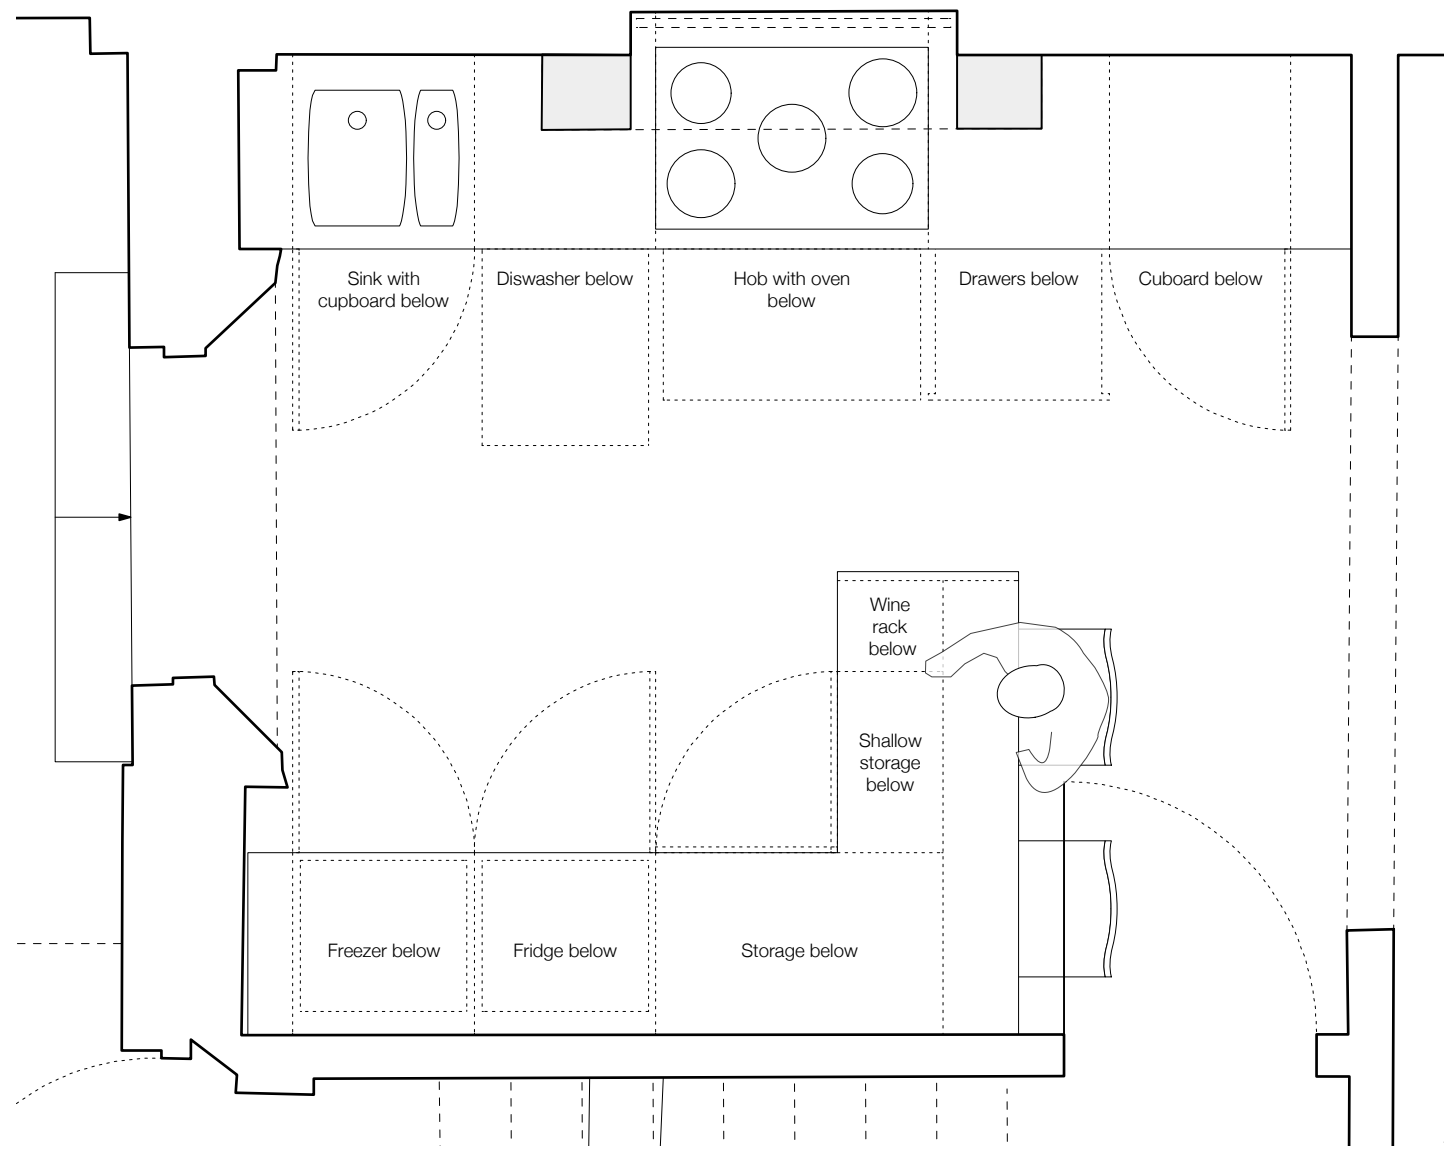 Sink with
cupboard below
Diswasher below
Hob with oven
below
Drawers below
Cuboard below
Wine
rack
below
Shallow
storage
below
Freezer below
Fridge below
Storage below